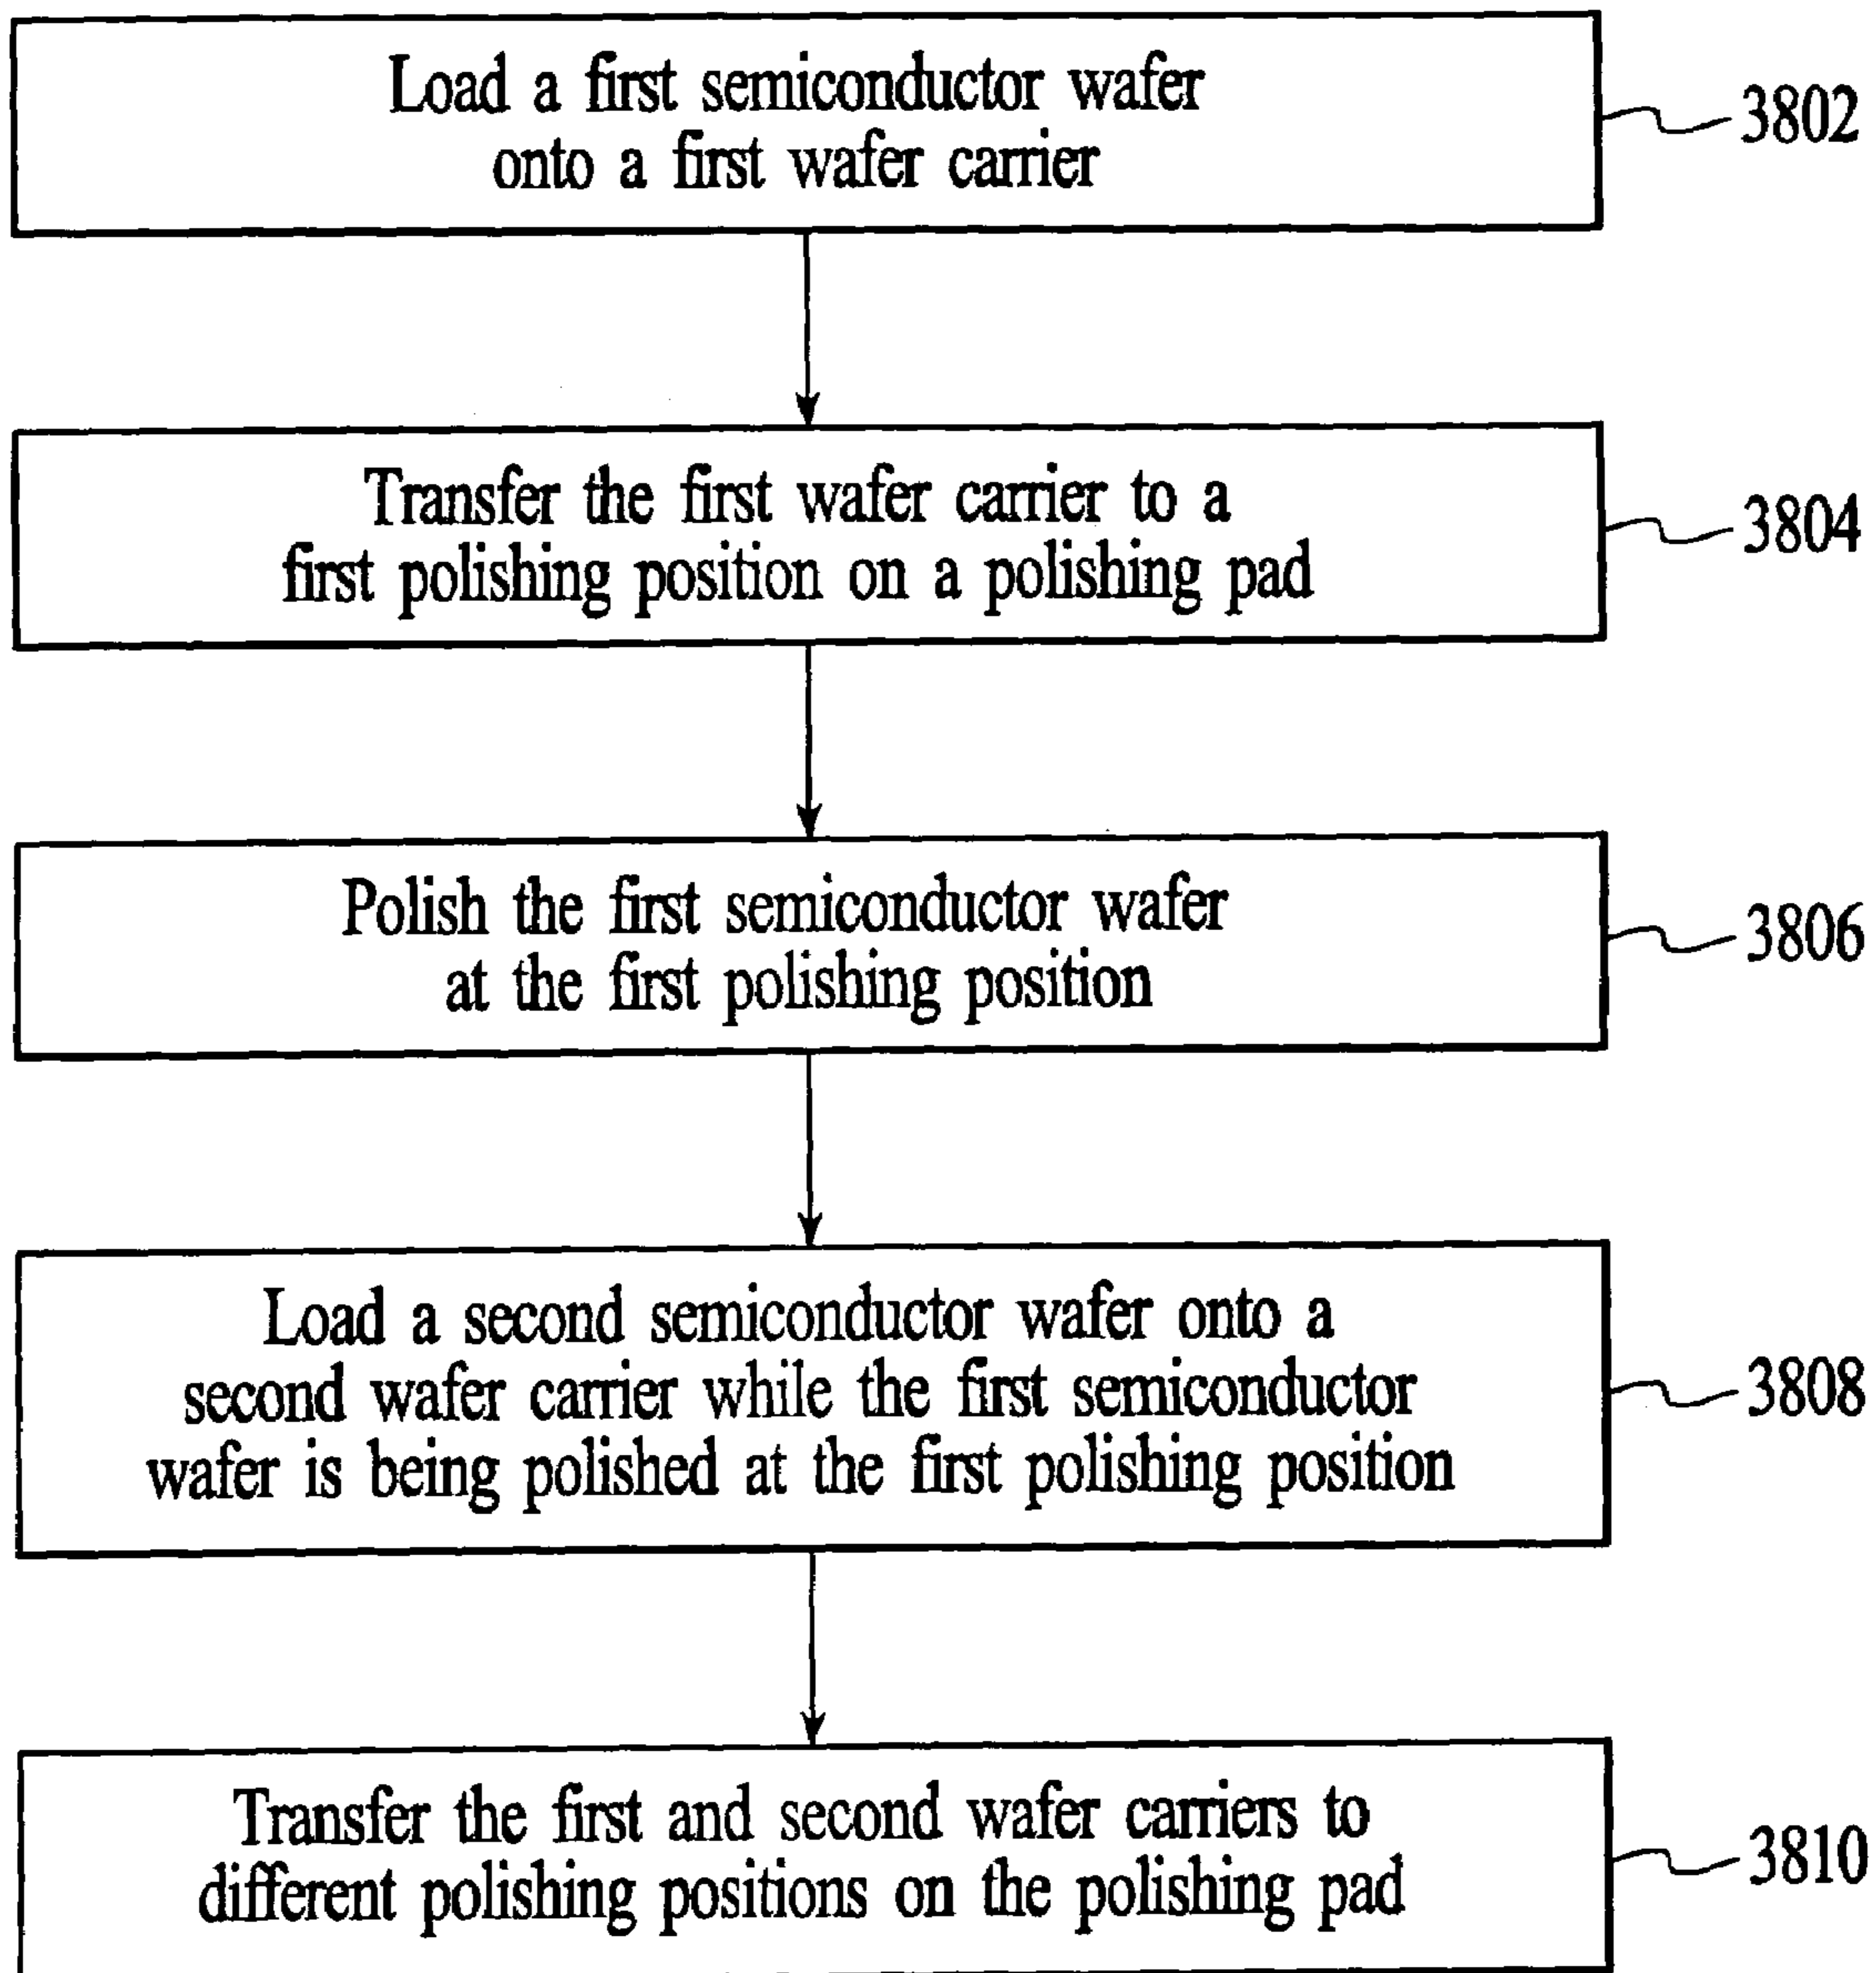 Load a first semiconductor wafer
onto a first wafer carrier
3802
Transfer the first wafer carrier to a
first polishing position on a polishing pad
3804
Polish the first semiconductor wafer
at the first polishing position
3806
Load a second semiconductor wafer onto a
second wafer carrier while the first semiconductor
wafer is being polished at the first polishing position
3808
Transfer the first and second wafer carriers to
different polishing positions on the polishing pad
3810